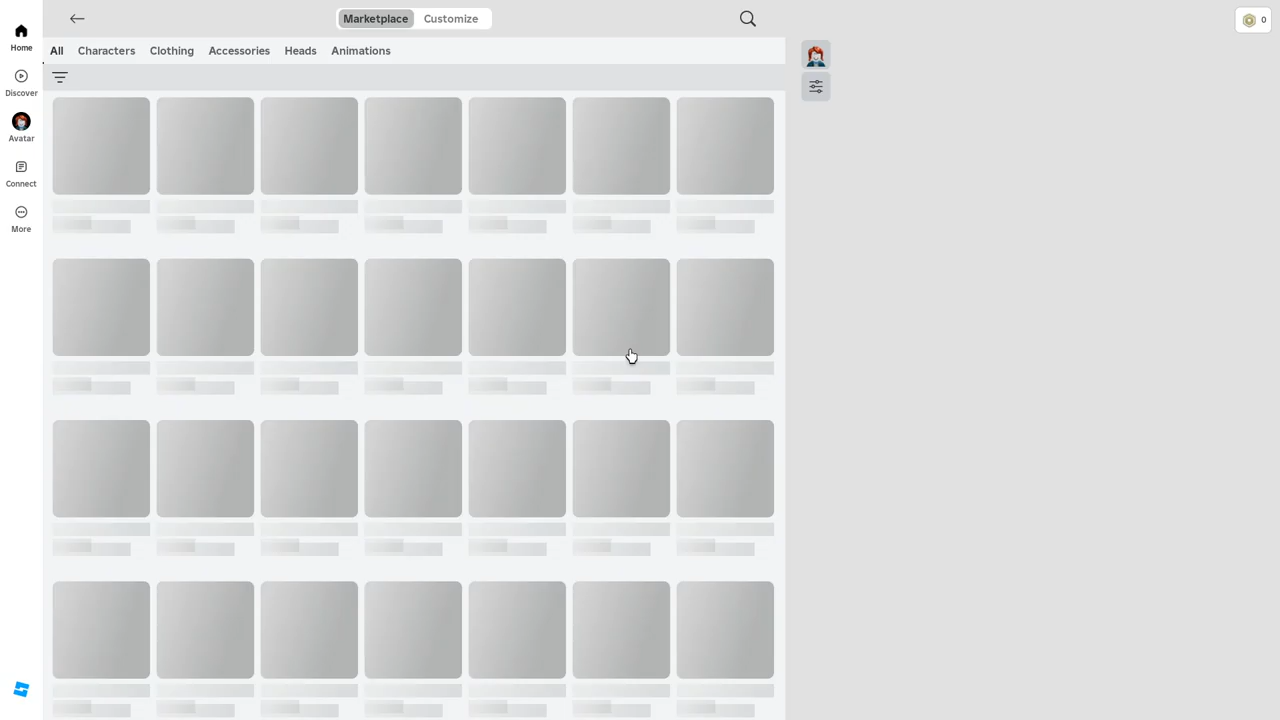 Marketplace
Customize
0
Home
All
Characters
Clothing
Accessories
Heads
Animations
Discover
Avatar
Connect
More